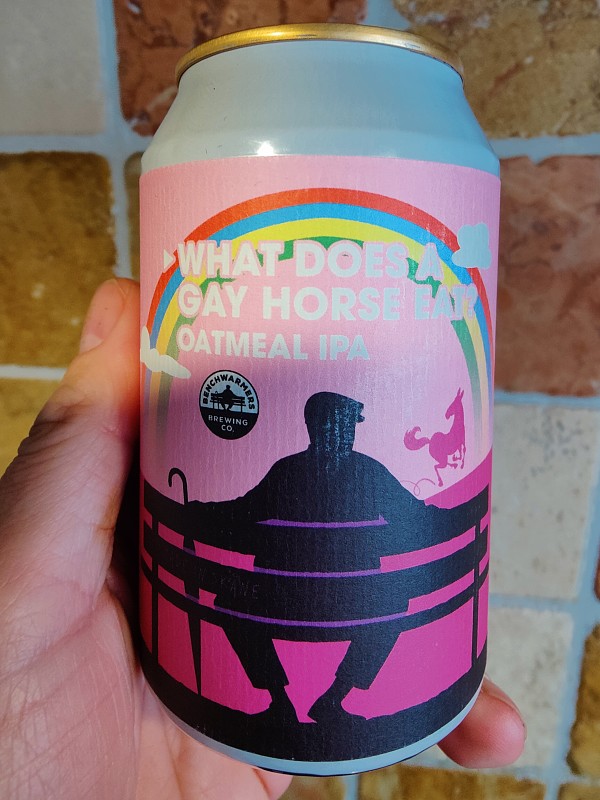 WHAT DOES A
GAY HORSE EAT?
OATMEAL IPA
BENCHWARMERS
BREWING
CO.